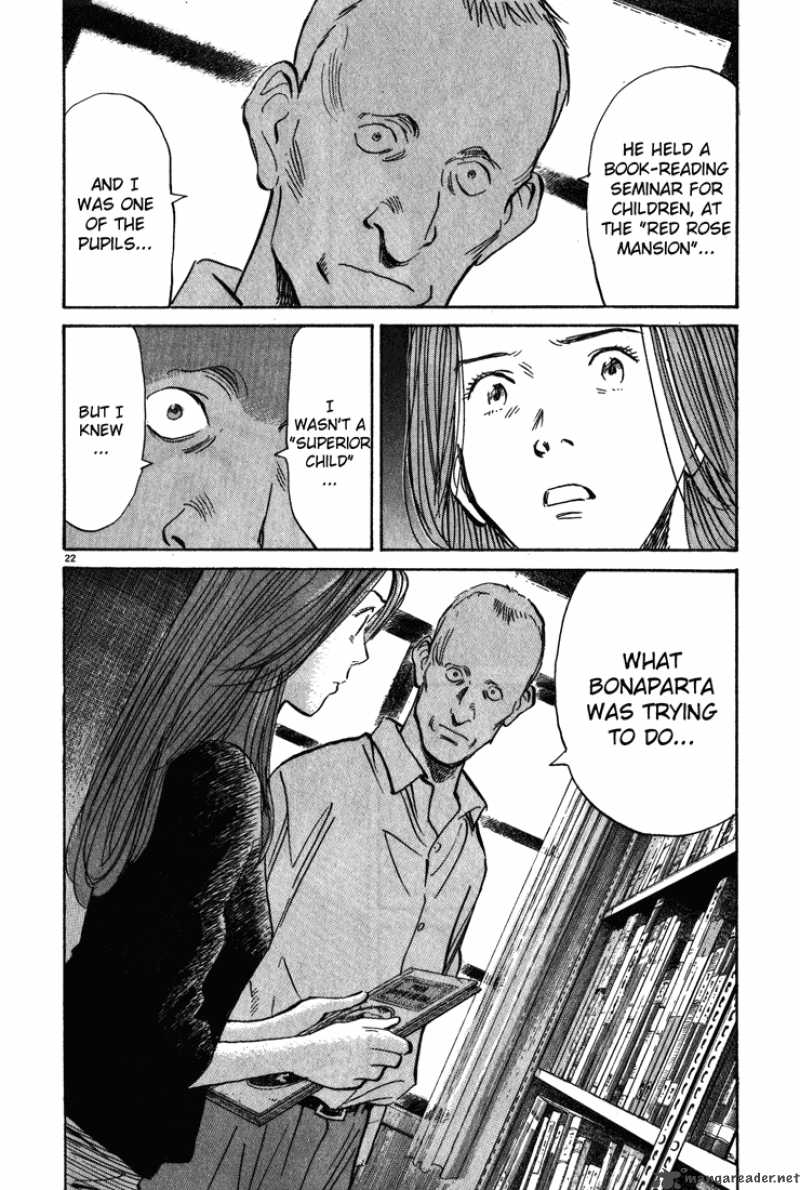 HE HELD A
BOOK-READING
SEMINAR FOR
CHILDREN, AT
THE "RED ROSE
MANSION"...
AND I
WAS ONE
OF THE
PUPILS...
I
WASN'T A
"SUPERIOR
CHILD"
...
BUT I
KNEW
...
22
WHAT
BONAPARTA
WAS TRYING
TO DO...
mangareader.net